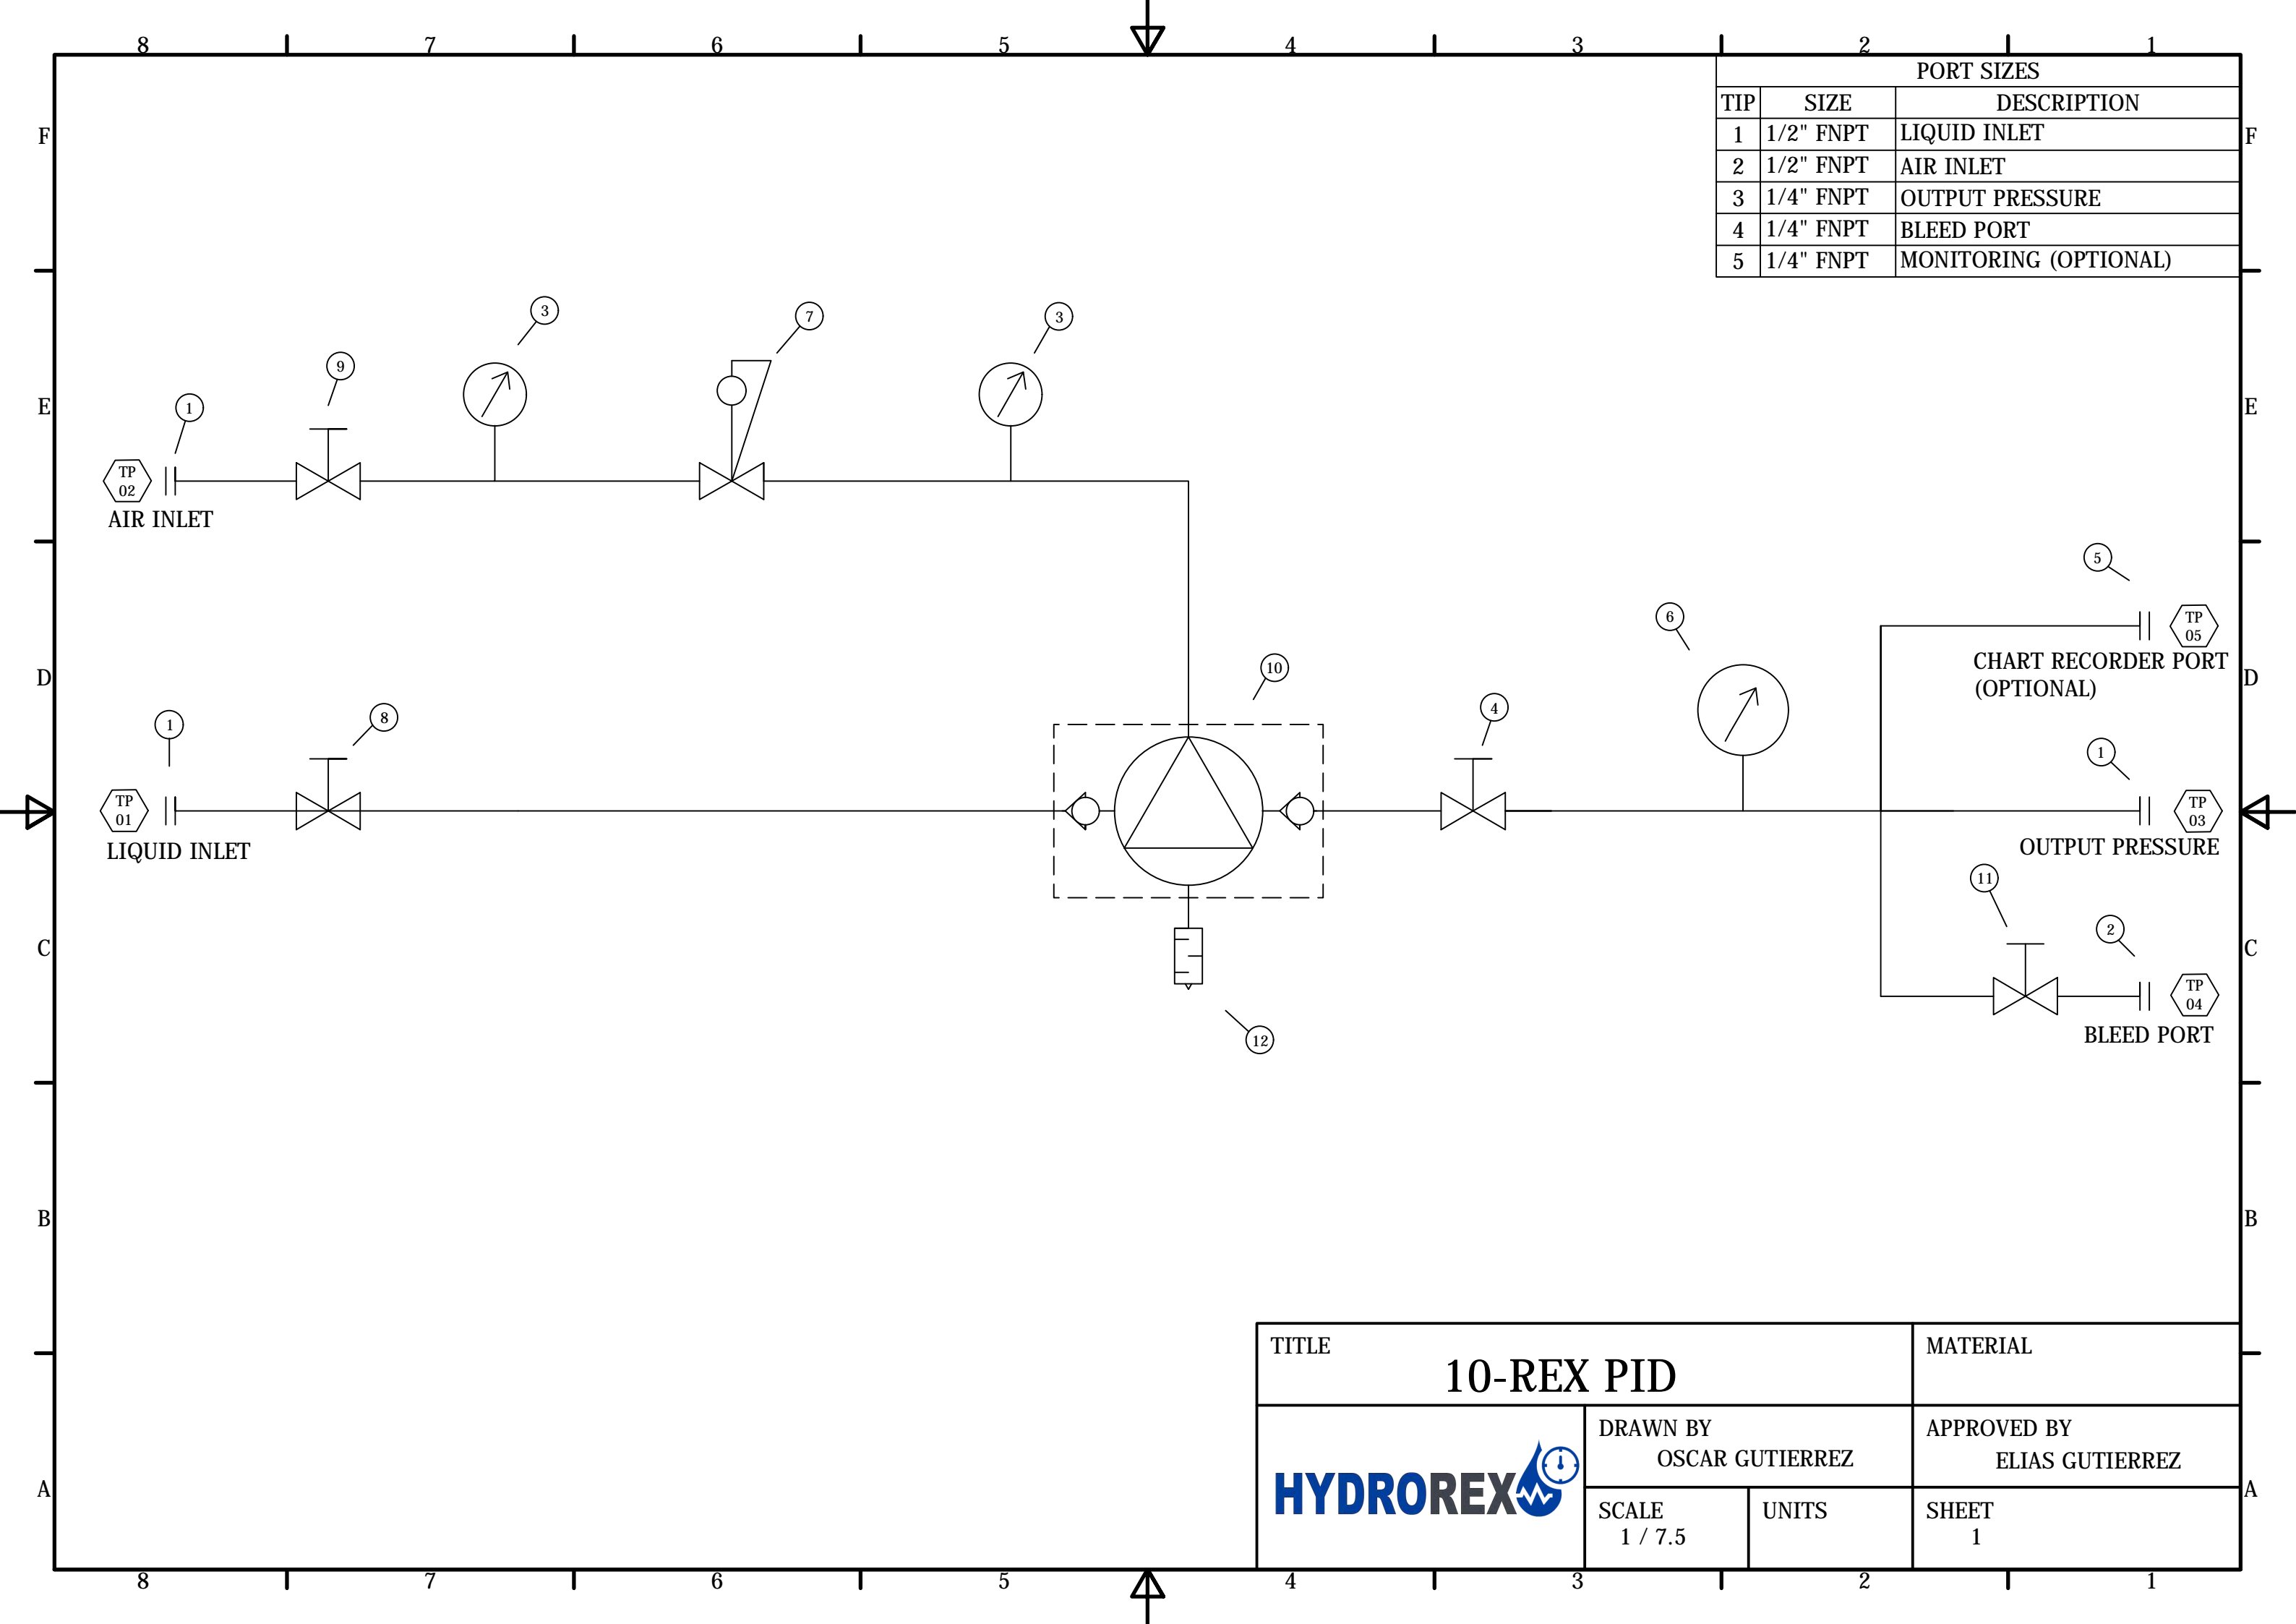 8 7 6 5 4 3 2 1
PORT SIZES
TIP SIZE DESCRIPTION
1 1/2" FNPT LIQUID INLET
2 1/2" FNPT AIR INLET
3 1/4" FNPT OUTPUT PRESSURE
4 1/4" FNPT BLEED PORT
5 1/4" FNPT MONITORING (OPTIONAL)
F F
3 7 3
9
1
E E
TP
02
AIR INLET
5
6
TP
05
CHART RECORDER PORT
(OPTIONAL)
10
D D
1 8 4
1
TP
01
LIQUID INLET
TP
03
OUTPUT PRESSURE
11
2
C C
TP
04
BLEED PORT
12
B B
TITLE
10-REX PID
MATERIAL
HYDROREX
DRAWN BY
OSCAR GUTIERREZ
APPROVED BY
ELIAS GUTIERREZ
A A
SCALE
1 / 7.5
UNITS
SHEET
1
8 7 6 5 4 3 2 1